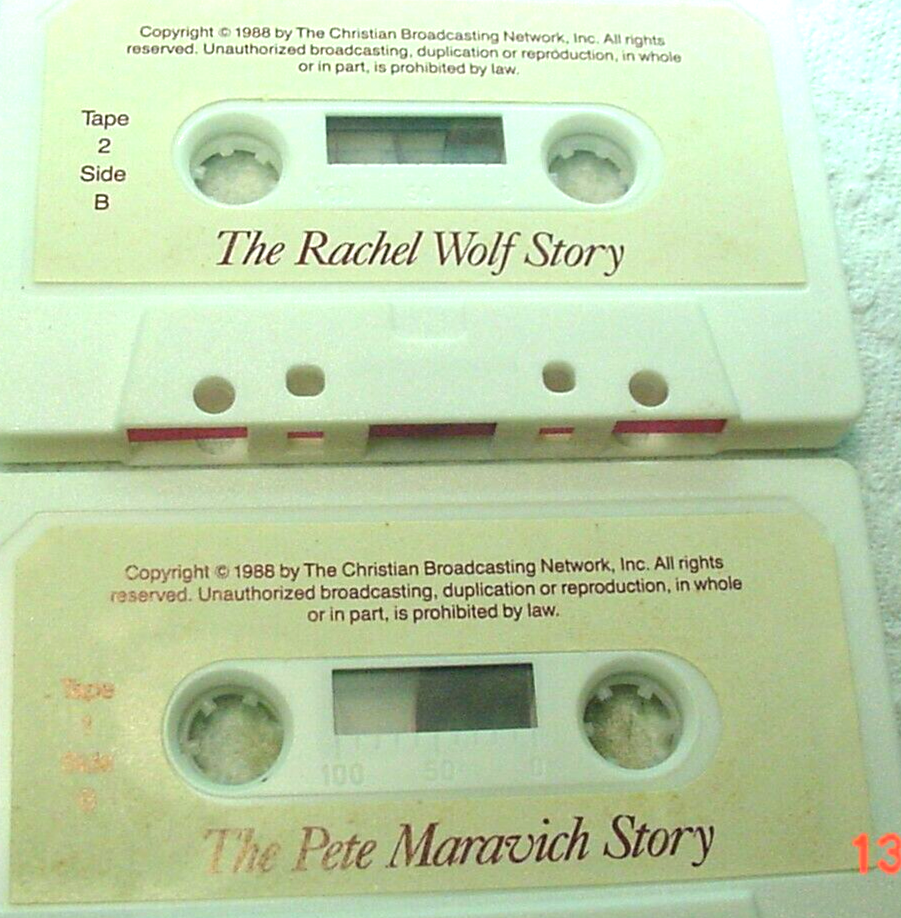 Copyright © 1988 by The Christian Broadcasting Network, Inc. All rights
reserved. Unauthorized broadcasting, duplication or reproduction, in whole
or in part, is prohibited by law.
Tape
2
Side
B
The Rachel Wolf Story
Copyright © 1988 by The Christian Broadcasting Network, Inc. All rights
reserved. Unauthorized broadcasting, duplication or reproduction, in whole
or in part, is prohibited by law.
Tape
Side
100 50 0
The Pete Maravich Story
13